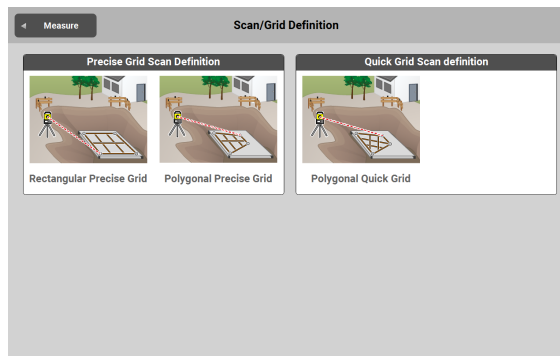 Measure
Scan/Grid Definition
Precise Grid Scan Definition
Rectangular Precise Grid
Polygonal Precise Grid
Quick Grid Scan definition
Polygonal Quick Grid